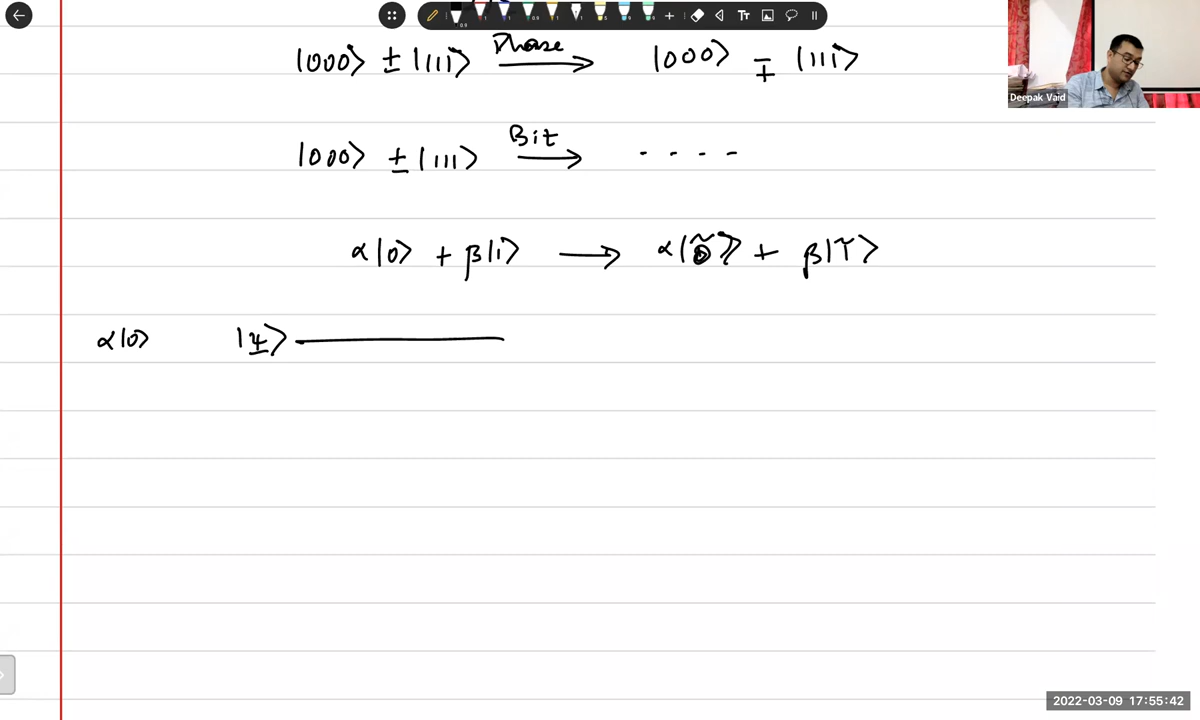 |000⟩ ± |111⟩ Phase → |000⟩ ∓ |111⟩
|000⟩ ± |111⟩ Bit → . . . .
α|0⟩ + β|1⟩ → α|0̃⟩ + β|1̃⟩
α|0⟩ |ψ⟩
Deepak Vaid
2022-03-09 17:55:42